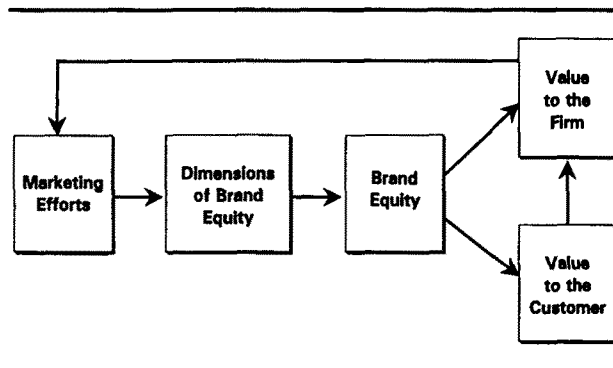 Marketing
Efforts
Dimensions
of Brand
Equity
Brand
Equity
Value
to the
Firm
Value
to the
Customer